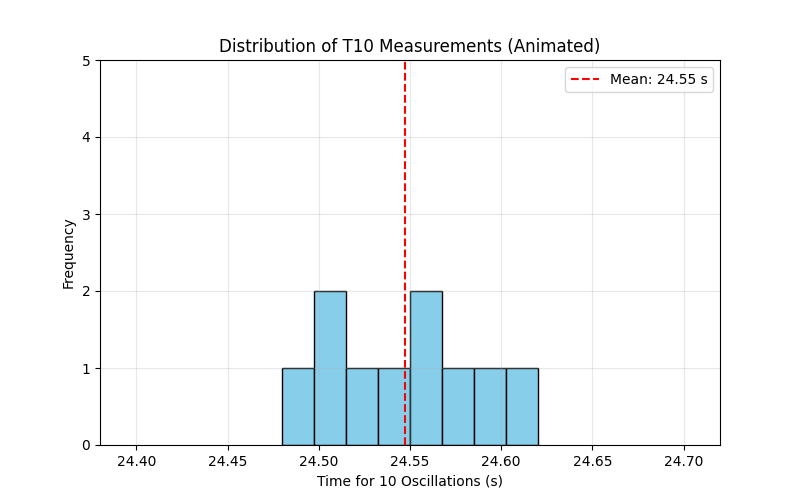 Distribution of T10 Measurements (Animated)
Mean: 24.55 s
Frequency
5
4
3
2
1
0
24.40 24.45 24.50 24.55 24.60 24.65 24.70
Time for 10 Oscillations (s)